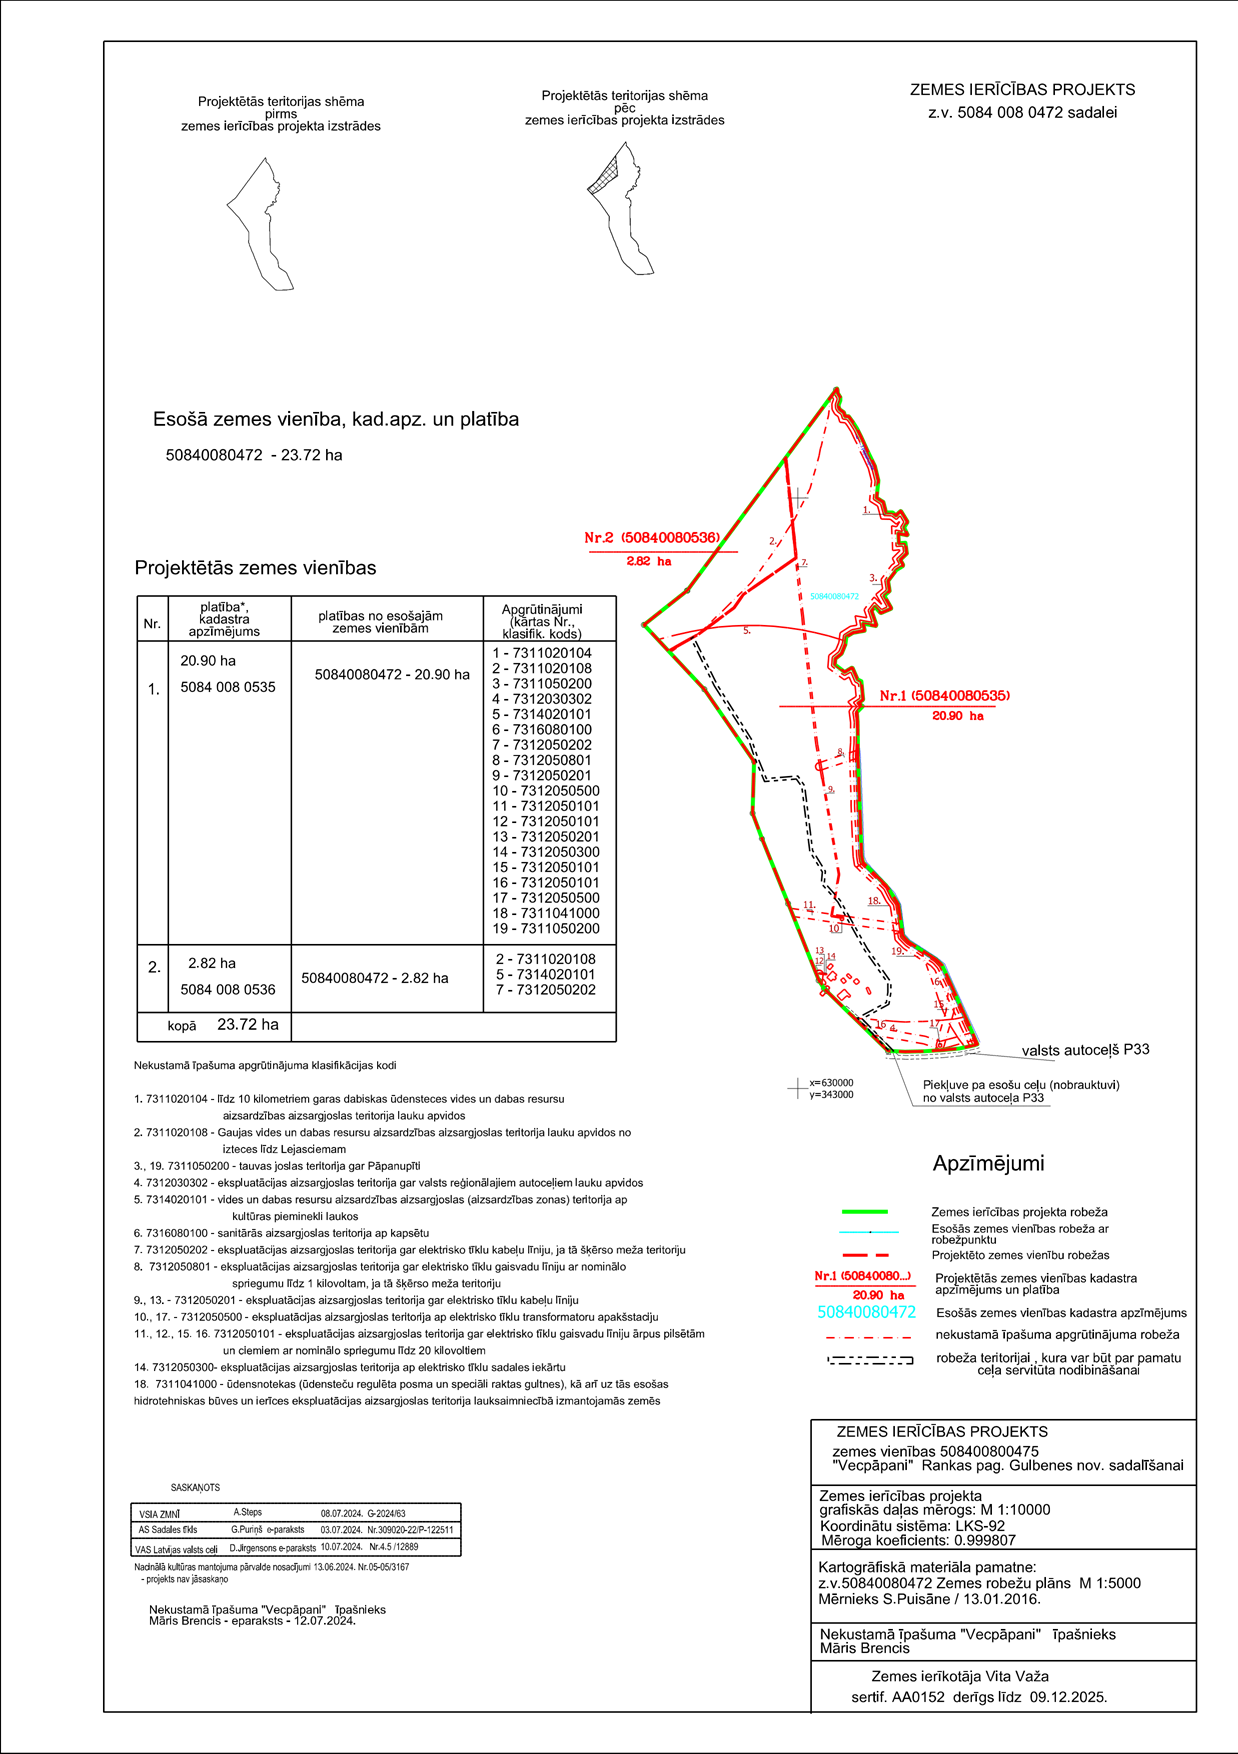 Projektētās teritorijas shēma
pirms
zemes ierīcības projekta izstrādes
Projektētās teritorijas shēma
pēc
zemes ierīcības projekta izstrādes
ZEMES IERĪCĪBAS PROJEKTS
z.v. 5084 008 0472 sadalei
Esošā zemes vienība, kad.apz. un platība
50840080472 - 23.72 ha
Projektētās zemes vienības
Nr.
platība*,
kadastra
apzīmējums
platības no esošajām
zemes vienībām
Apgrūtinājumi
(kārtas Nr.,
klasifik. kods)
1.
20.90 ha
5084 008 0535
50840080472 - 20.90 ha
1 - 7311020104
2 - 7311020108
3 - 7311050200
4 - 7312030302
5 - 7314020101
6 - 7316080100
7 - 7312050202
8 - 7312050801
9 - 7312050201
10 - 7312050500
11 - 7312050101
12 - 7312050101
13 - 7312050201
14 - 7312050300
15 - 7312050101
16 - 7312050101
17 - 7312050500
18 - 7311041000
19 - 7311050200
2.
2.82 ha
5084 008 0536
50840080472 - 2.82 ha
2 - 7311020108
5 - 7314020101
7 - 7312050202
kopā 23.72 ha
Nr.2 (50840080536)
2.82 ha
Nr.1 (50840080535)
20.90 ha
50840080472
1.
2.
7.
3.
5.
8.
9.
11.
10
18.
13
12
14
19.
6
15
16
4
17
valsts autoceļš P33
x=630000
y=343000
Piekļuve pa esošu ceļu (nobrauktuvi)
no valsts autoceļa P33
Nekustamā īpašuma apgrūtinājuma klasifikācijas kodi
1. 7311020104 - līdz 10 kilometriem garas dabiskas ūdensteces vides un dabas resursu
aizsardzības aizsargjoslas teritorija lauku apvidos
2. 7311020108 - Gaujas vides un dabas resursu aizsardzības aizsargjoslas teritorija lauku apvidos no
izteces līdz Lejasciemam
3., 19. 7311050200 - tauvas joslas teritorija gar Pāpanupīti
4. 7312030302 - ekspluatācijas aizsargjoslas teritorija gar valsts reģionālajiem autoceļiem lauku apvidos
5. 7314020101 - vides un dabas resursu aizsardzības aizsargjoslas (aizsardzības zonas) teritorija ap
kultūras pieminekli laukos
6. 7316080100 - sanitārās aizsargjoslas teritorija ap kapsētu
7. 7312050202 - ekspluatācijas aizsargjoslas teritorija gar elektrisko tīklu kabeļu līniju, ja tā šķērso meža teritoriju
8. 7312050801 - ekspluatācijas aizsargjoslas teritorija gar elektrisko tīklu gaisvadu līniju ar nominālo
spriegumu līdz 1 kilovoltam, ja tā šķērso meža teritoriju
9., 13. - 7312050201 - ekspluatācijas aizsargjoslas teritorija gar elektrisko tīklu kabeļu līniju
10., 17. - 7312050500 - ekspluatācijas aizsargjoslas teritorija ap elektrisko tīklu transformatoru apakšstadju
11., 12., 15. 16. 7312050101 - ekspluatācijas aizsargjoslas teritorija gar elektrisko tīklu gaisvadu līniju ārpus pilsētām
un ciemiem ar nominālo spriegumu līdz 20 kilovoltiem
14. 7312050300- ekspluatācijas aizsargjoslas teritorija ap elektrisko tīklu sadales iekārtu
18. 7311041000 - ūdensnotekas (ūdensteču regulēta posma un speciāli raktas gultnes), kā arī uz tās esošas
hidrotehniskas būves un ierīces ekspluatācijas aizsargjoslas teritorija lauksaimniecībā izmantojamās zemēs
Apzīmējumi
Zemes ierīcības projekta robeža
Esošās zemes vienības robeža ar
robežpunktu
Projektēto zemes vienību robežas
Nr.1 (50840080...)
20.90 ha
Projektētās zemes vienības kadastra
apzīmējums un platība
50840080472 Esošās zemes vienības kadastra apzīmējums
nekustamā īpašuma apgrūtinājuma robeža
robeža teritorijai , kura var būt par pamatu
ceļa servitūta nodibināšanai
SASKAŅOTS
VSIA ZMNĪ A.Steps 08.07.2024. G-2024/63
AS Sadales tīkls G.Puriņš e-paraksts 03.07.2024. Nr.309020-22/P-122511
VAS Latvijas valsts ceļi D.Jirgensons e-paraksts 10.07.2024. Nr.4.5 /12889
Nadinālā kultūras mantojuma pārvalde nosadījumi 13.06.2024. Nr.05-05/3167
- projekts nav jāsaskaņo
Nekustamā īpašuma "Vecpāpani" īpašnieks
Māris Brencis - eparaksts - 12.07.2024.
ZEMES IERĪCĪBAS PROJEKTS
zemes vienības 508400800475
"Vecpāpani" Rankas pag. Gulbenes nov. sadalīšanai
Zemes ierīcības projekta
grafiskās daļas mērogs: M 1:10000
Koordinātu sistēma: LKS-92
Mēroga koeficients: 0.999807
Kartogrāfiskā materiāla pamatne:
z.v.50840080472 Zemes robežu plāns M 1:5000
Mērnieks S.Puisāne / 13.01.2016.
Nekustamā īpašuma "Vecpāpani" īpašnieks
Māris Brencis
Zemes ierīkotāja Vita Važa
sertif. AA0152 derīgs līdz 09.12.2025.